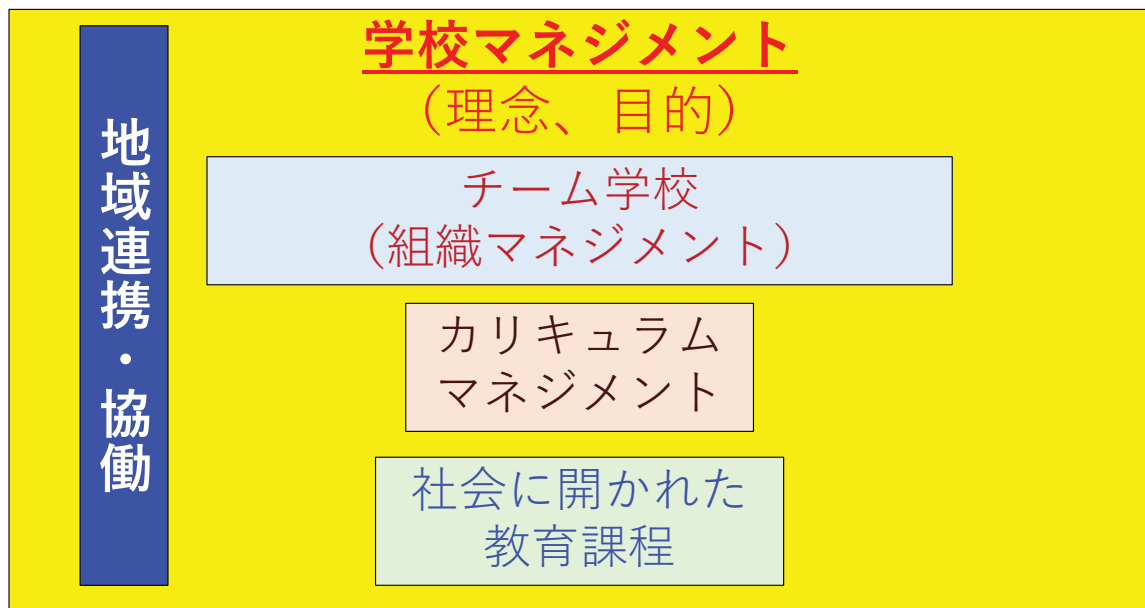 学校マネジメント
（理念、目的）
地域連携・協働
チーム学校
（組織マネジメント）
カリキュラム
マネジメント
社会に開かれた
教育課程